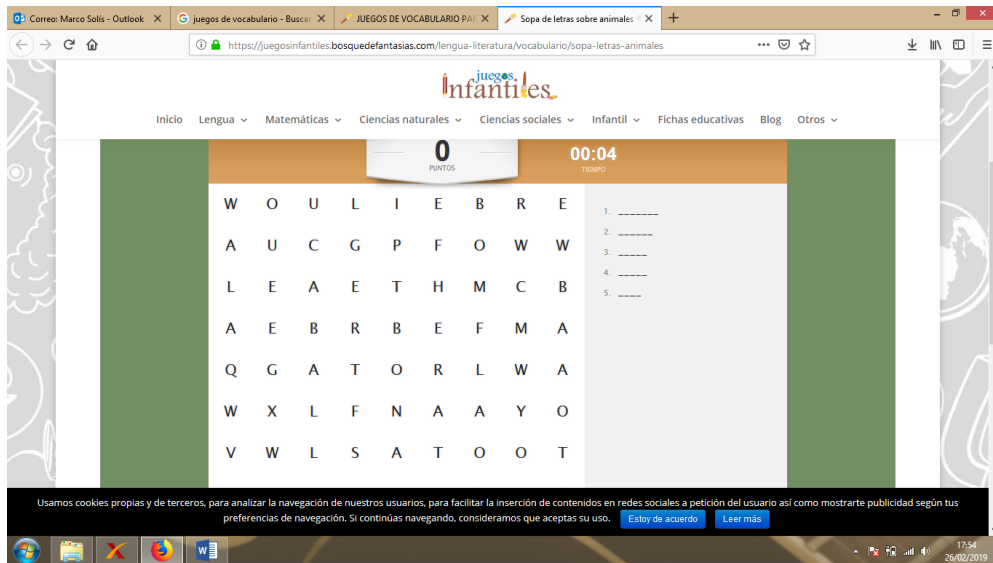 Correo: Marco Solís - Outlook
juegos de vocabulario - Buscar
JUEGOS DE VOCABULARIO PAR
Sopa de letras sobre animales
https://juegosinfantiles.bosquedefantasias.com/lengua-literatura/vocabulario/sopa-letras-animales
juegos
Infantiles
Inicio Lengua Matemáticas Ciencias naturales Ciencias sociales Infantil Fichas educativas Blog Otros
0
PUNTOS
00:04
TIEMPO
W O U L I E B R E
A U C G P F O W W
L E A E T H M C B
A E B R B E F M A
Q G A T O R L W A
W X L F N A A Y O
V W L S A T O O T
1. _______
2. ______
3. _____
4. _____
5. ____
Usamos cookies propias y de terceros, para analizar la navegación de nuestros usuarios, para facilitar la inserción de contenidos en redes sociales a petición del usuario así como mostrarte publicidad según tus
preferencias de navegación. Si continúas navegando, consideramos que aceptas su uso. Estoy de acuerdo Leer más
17:54
26/02/2019